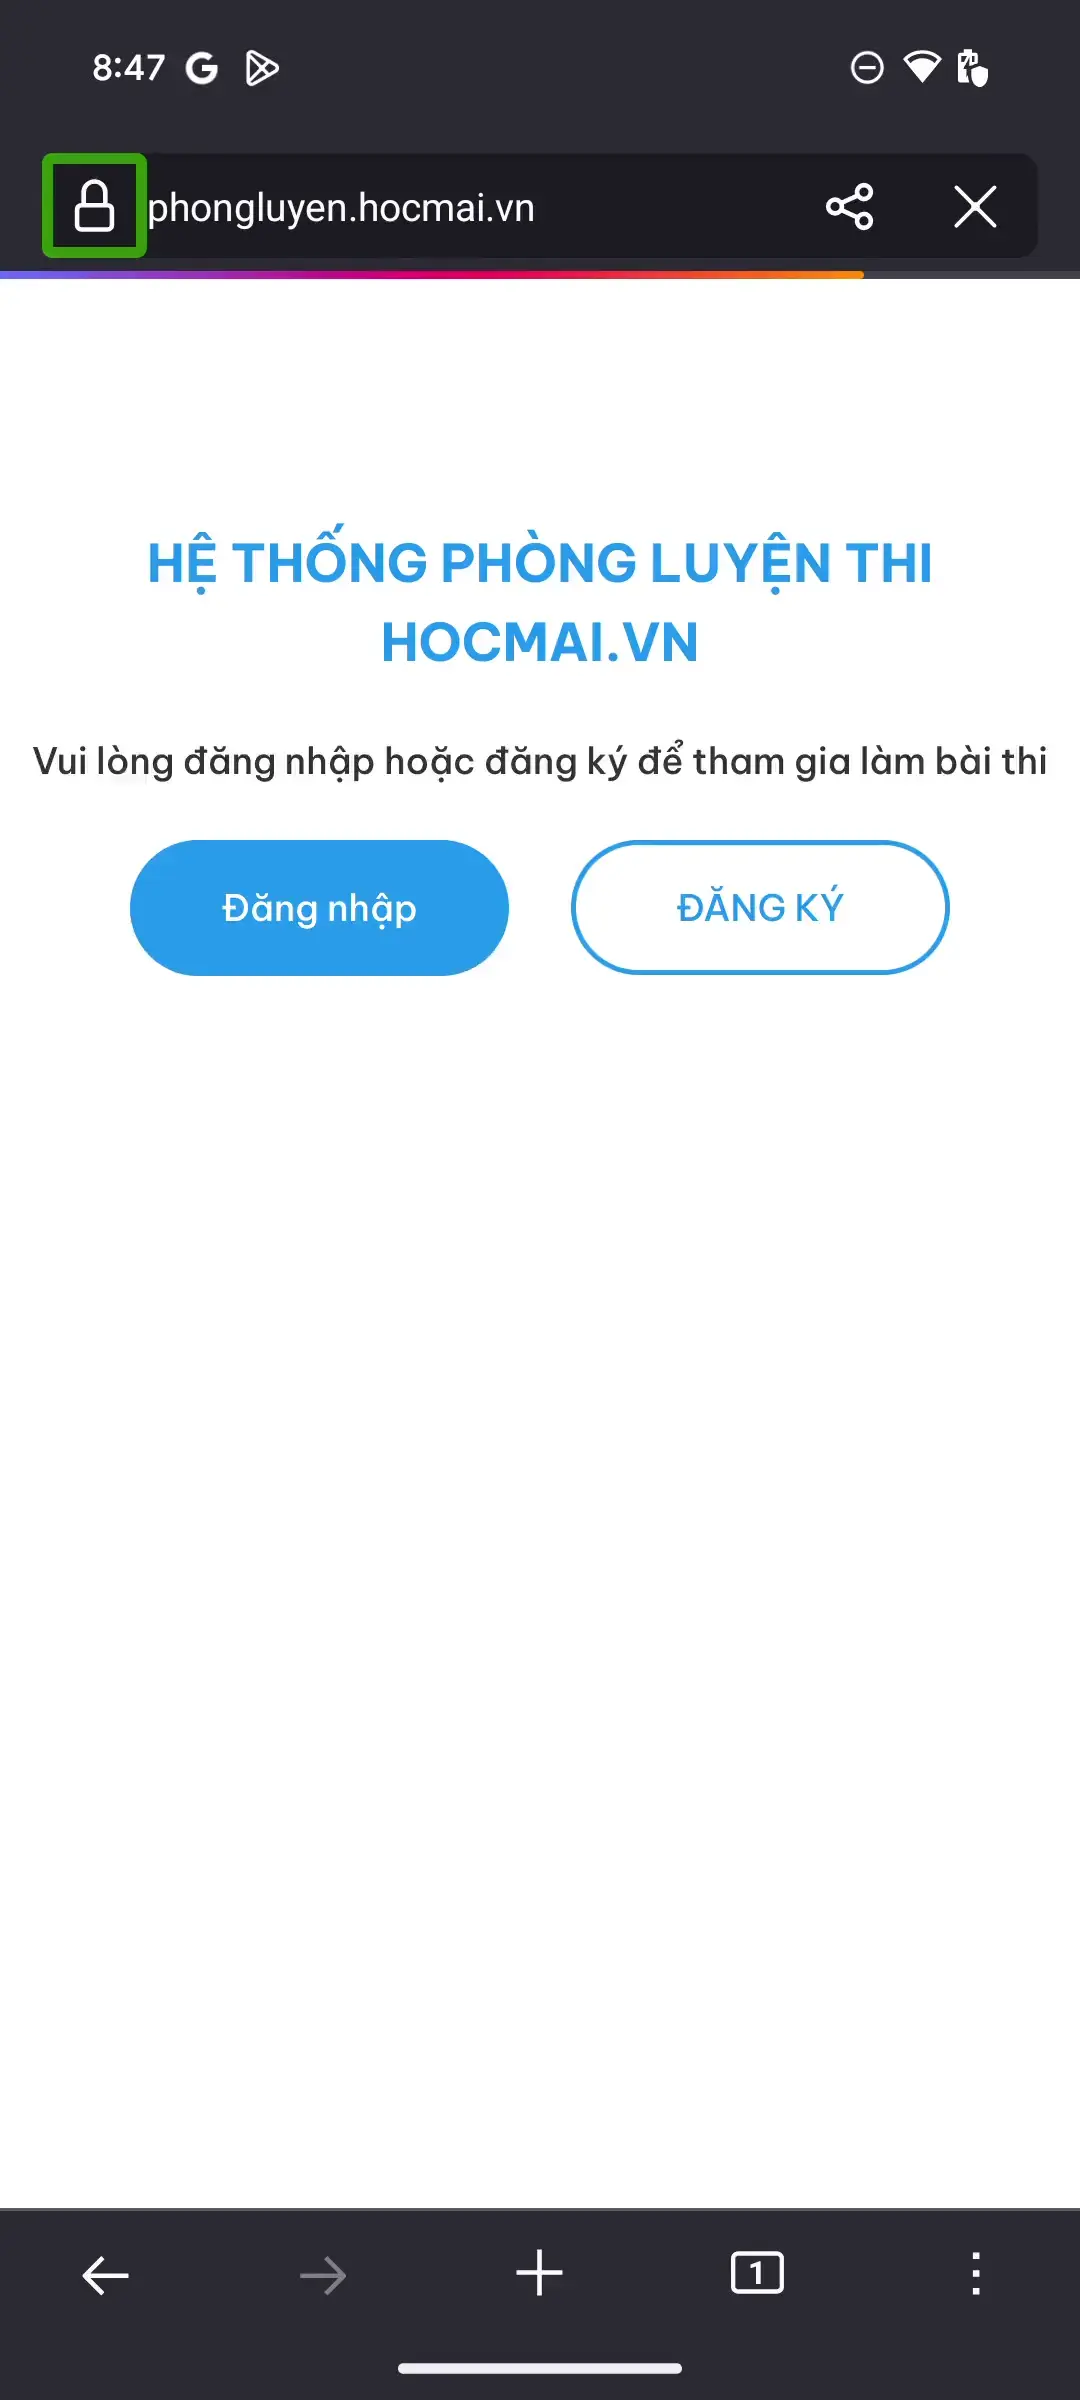 8:47
phongluyen.hocmai.vn
HỆ THỐNG PHÒNG LUYỆN THI
HOCMAI.VN
Vui lòng đăng nhập hoặc đăng ký để tham gia làm bài thi
Đăng nhập
ĐĂNG KÝ
1